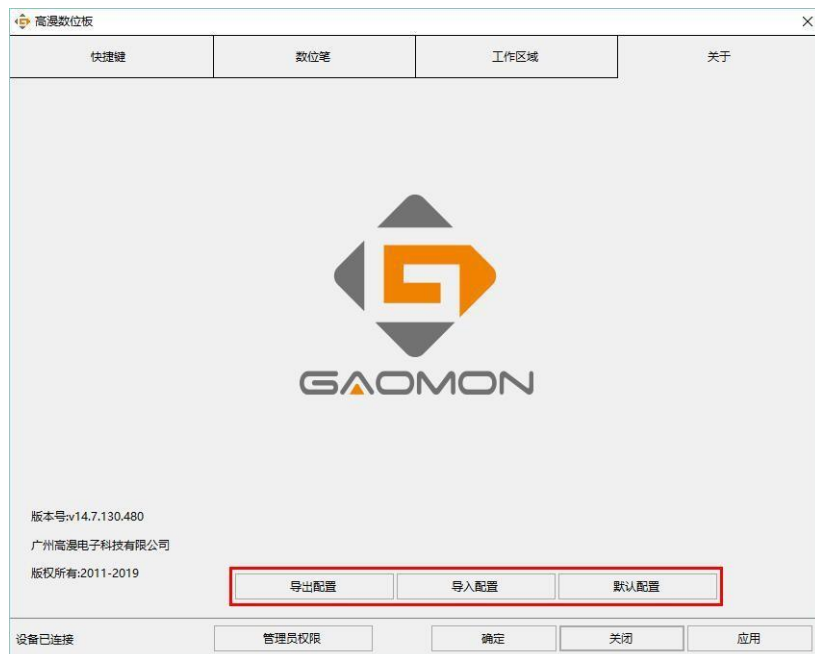 高漫数位板
快捷键 数位笔 工作区域 关于
GAOMON
版本号:v14.7.130.480
广州高漫电子科技有限公司
版权所有:2011-2019
导出配置 导入配置 默认配置
设备已连接 管理员权限 确定 关闭 应用